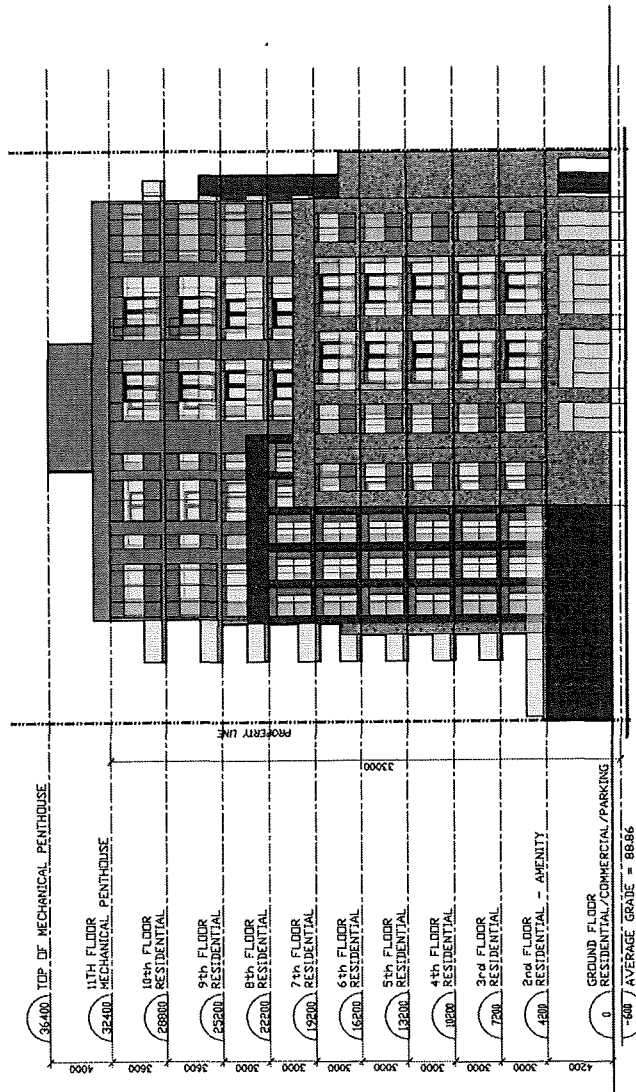 36400
TOP OF MECHANICAL PENTHOUSE
4000
32400
11TH FLOOR
MECHANICAL PENTHOUSE
3600
28800
10th FLOOR
RESIDENTIAL
3600
25200
9th FLOOR
RESIDENTIAL
3000
22200
8th FLOOR
RESIDENTIAL
3000
19200
7th FLOOR
RESIDENTIAL
3000
16200
6th FLOOR
RESIDENTIAL
3000
13200
5th FLOOR
RESIDENTIAL
3000
10200
4th FLOOR
RESIDENTIAL
3000
7200
3rd FLOOR
RESIDENTIAL
3000
4200
2nd FLOOR
RESIDENTIAL - AMENITY
4200
0
GROUND FLOOR
RESIDENTIAL/COMMERCIAL/PARKING
-600
AVERAGE GRADE = 88.86
33000
PROPERTY LINE